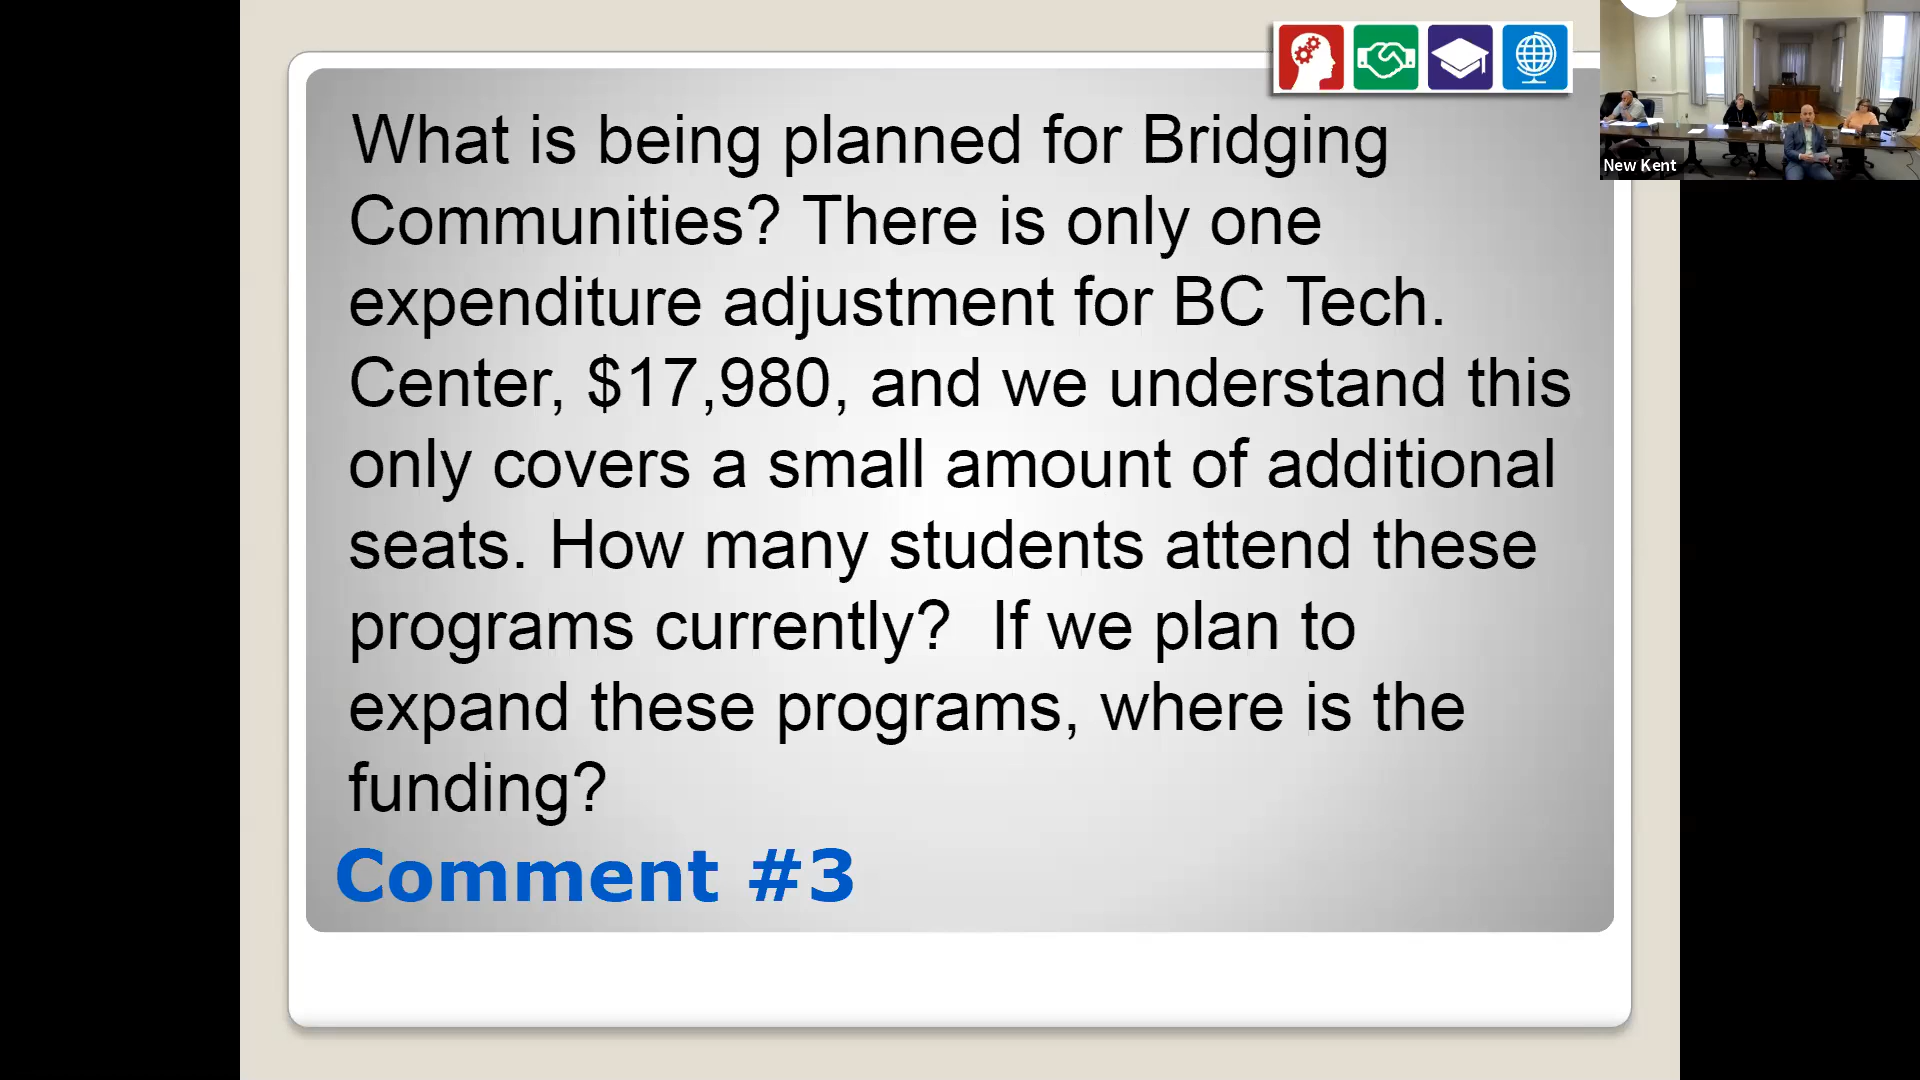 What is being planned for Bridging
Communities? There is only one
expenditure adjustment for BC Tech.
Center, $17,980, and we understand this
only covers a small amount of additional
seats. How many students attend these
programs currently?  If we plan to
expand these programs, where is the
funding?
Comment #3
New Kent